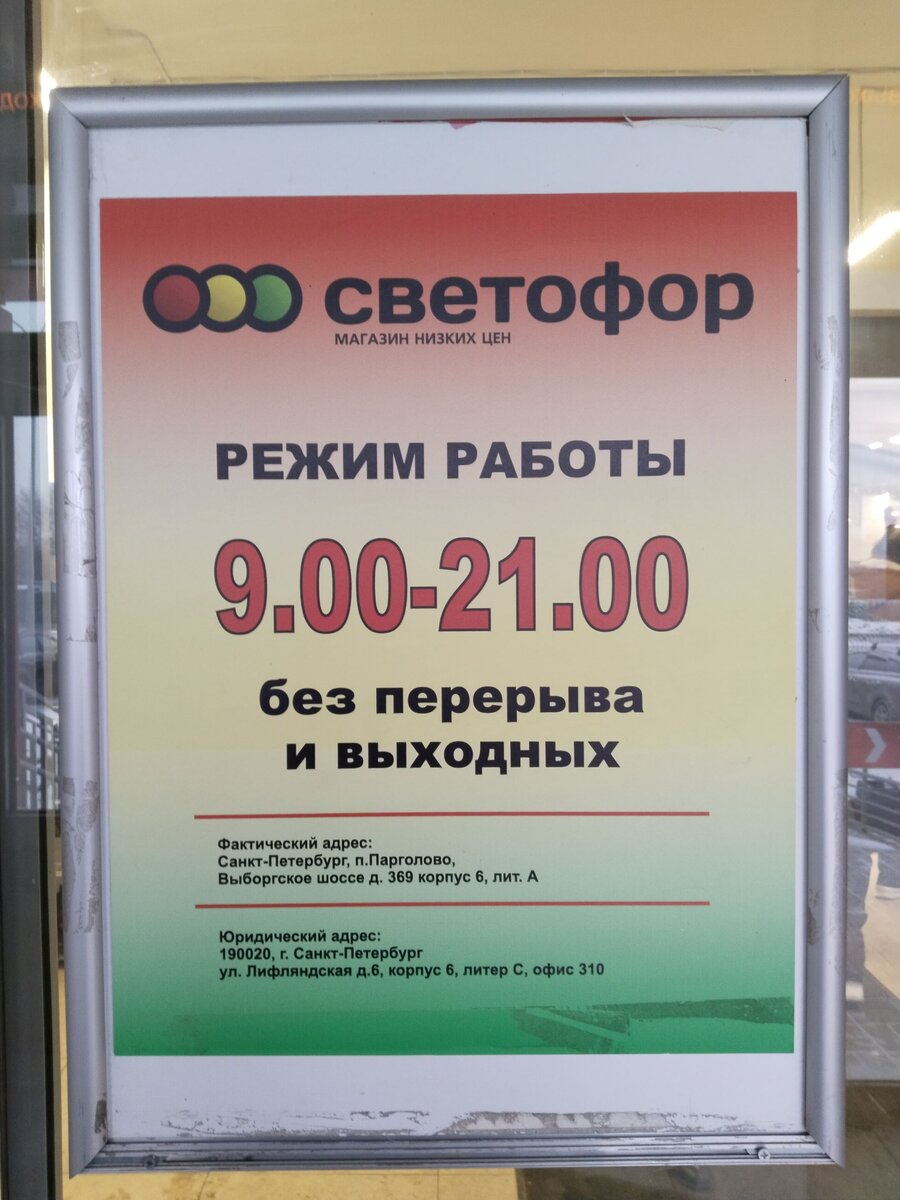 светофор
МАГАЗИН НИЗКИХ ЦЕН
РЕЖИМ РАБОТЫ
9.00-21.00
без перерыва
и выходных
Фактический адрес:
Санкт-Петербург, п.Парголово,
Выборгское шоссе д. 369 корпус 6, лит. А
Юридический адрес:
190020, г. Санкт-Петербург
ул. Лифляндская д.6, корпус 6, литер С, офис 310